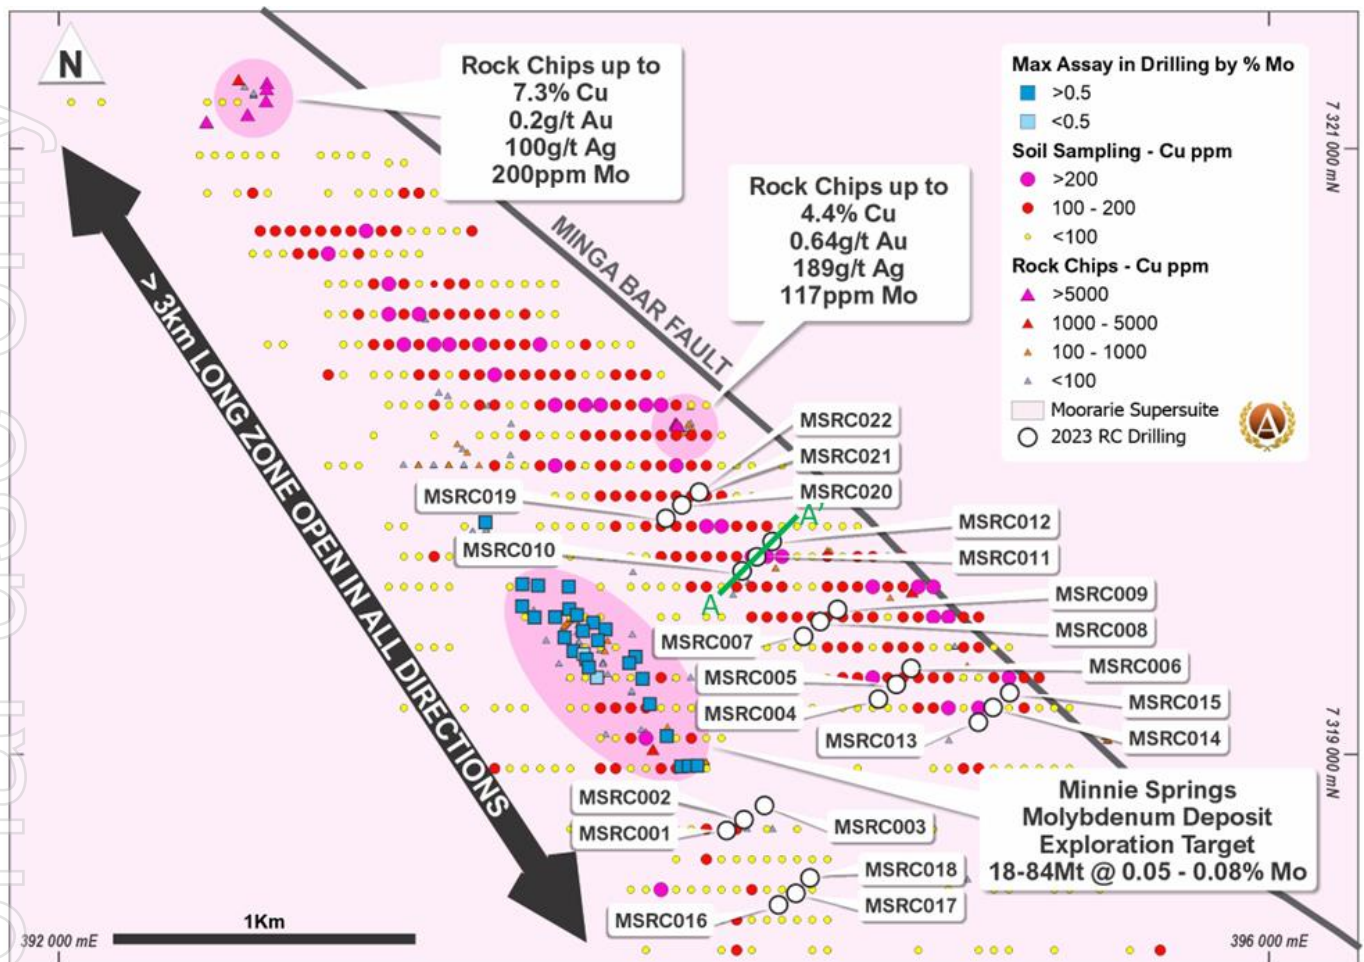 N
Rock Chips up to
7.3% Cu
0.2g/t Au
100g/t Ag
200ppm Mo
Rock Chips up to
4.4% Cu
0.64g/t Au
189g/t Ag
117ppm Mo
Max Assay in Drilling by % Mo
>0.5
<0.5
Soil Sampling - Cu ppm
>200
100 - 200
<100
Rock Chips - Cu ppm
>5000
1000 - 5000
100 - 1000
<100
Moorarie Supersuite
2023 RC Drilling
A
7 321 000 mN
MINGA BAR FAULT
> 3km LONG ZONE OPEN IN ALL DIRECTIONS
MSRC022
MSRC021
MSRC020
MSRC019
A'
MSRC012
MSRC010
MSRC011
A
MSRC009
MSRC008
MSRC007
MSRC006
MSRC005
MSRC004
MSRC015
MSRC014
MSRC013
7 319 000 mN
MSRC002
MSRC001
MSRC003
Minnie Springs
Molybdenum Deposit
Exploration Target
18-84Mt @ 0.05 - 0.08% Mo
MSRC018
MSRC017
MSRC016
1Km
392 000 mE
396 000 mE